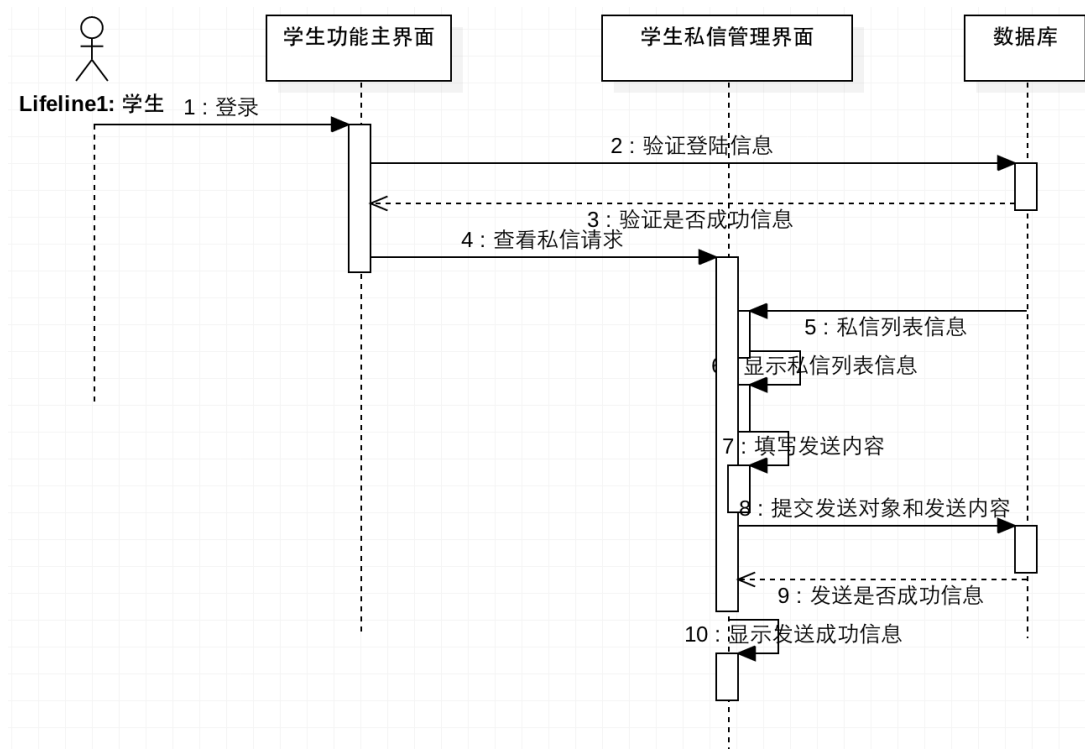 学生功能主界面
学生私信管理界面
数据库
Lifeline1: 学生
1 : 登录
2 : 验证登陆信息
3 : 验证是否成功信息
4 : 查看私信请求
5 : 私信列表信息
6 : 显示私信列表信息
7 : 填写发送内容
8 : 提交发送对象和发送内容
9 : 发送是否成功信息
10 : 显示发送成功信息